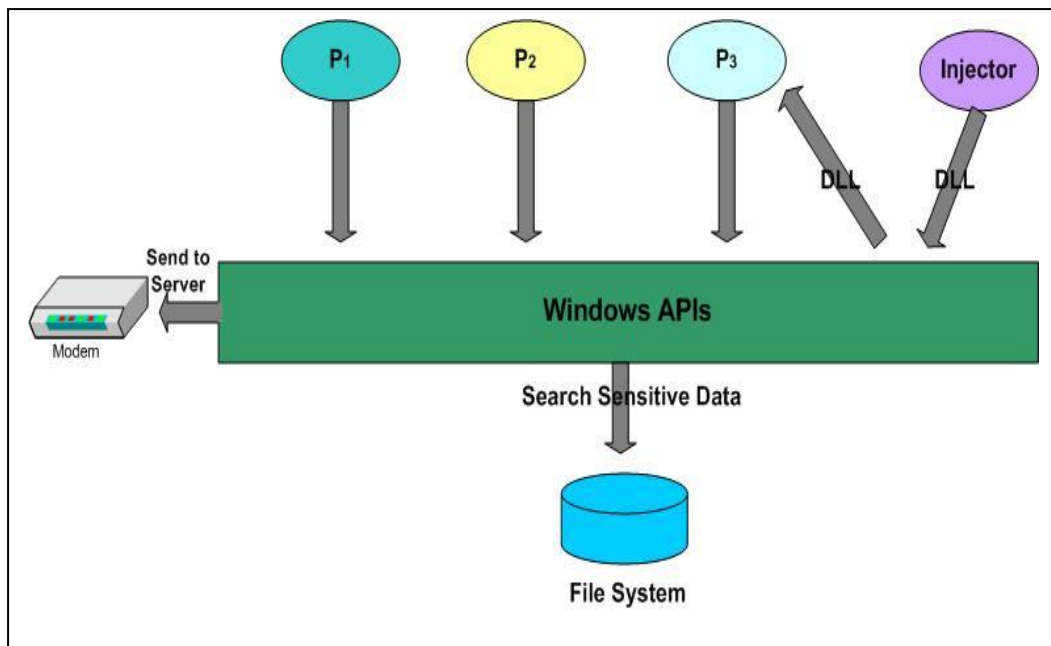 P1
P2
P3
Injector
DLL
DLL
Send to
Server
Windows APIs
Modem
Search Sensitive Data
File System